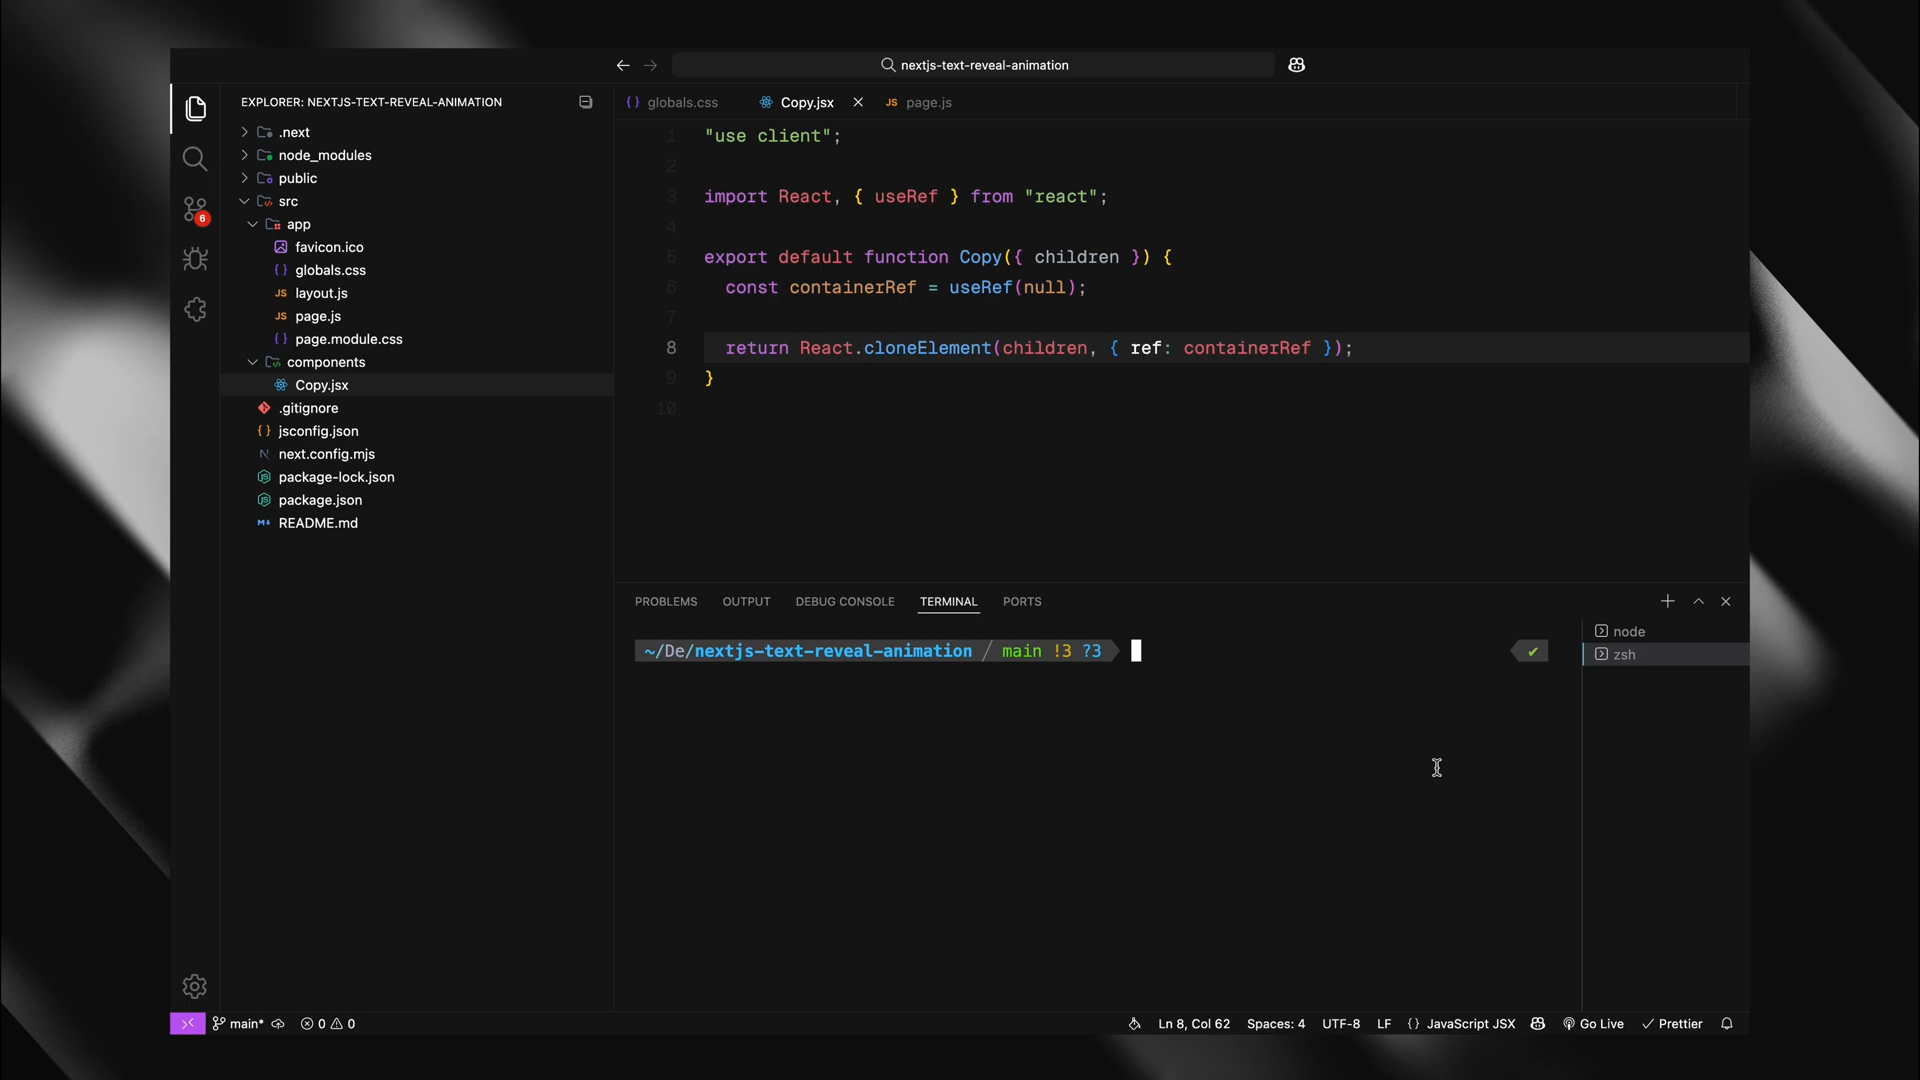 nextjs-text-reveal-animation
EXPLORER: NEXTJS-TEXT-REVEAL-ANIMATION
.next
node_modules
public
src
app
favicon.ico
{} globals.css
JS layout.js
JS page.js
{} page.module.css
components
Copy.jsx
.gitignore
{} jsconfig.json
N next.config.mjs
package-lock.json
package.json
M↓ README.md
6
{} globals.css
Copy.jsx
JS page.js
1 "use client";
2
3 import React, { useRef } from "react";
4
5 export default function Copy({ children }) {
6 const containerRef = useRef(null);
7
8 return React.cloneElement(children, { ref: containerRef });
9 }
10
PROBLEMS OUTPUT DEBUG CONSOLE TERMINAL PORTS
~/De/nextjs-text-reveal-animation / main !3 ?3 ✔
node
zsh
main* 0 0 Ln 8, Col 62 Spaces: 4 UTF-8 LF {} JavaScript JSX Go Live ✓ Prettier